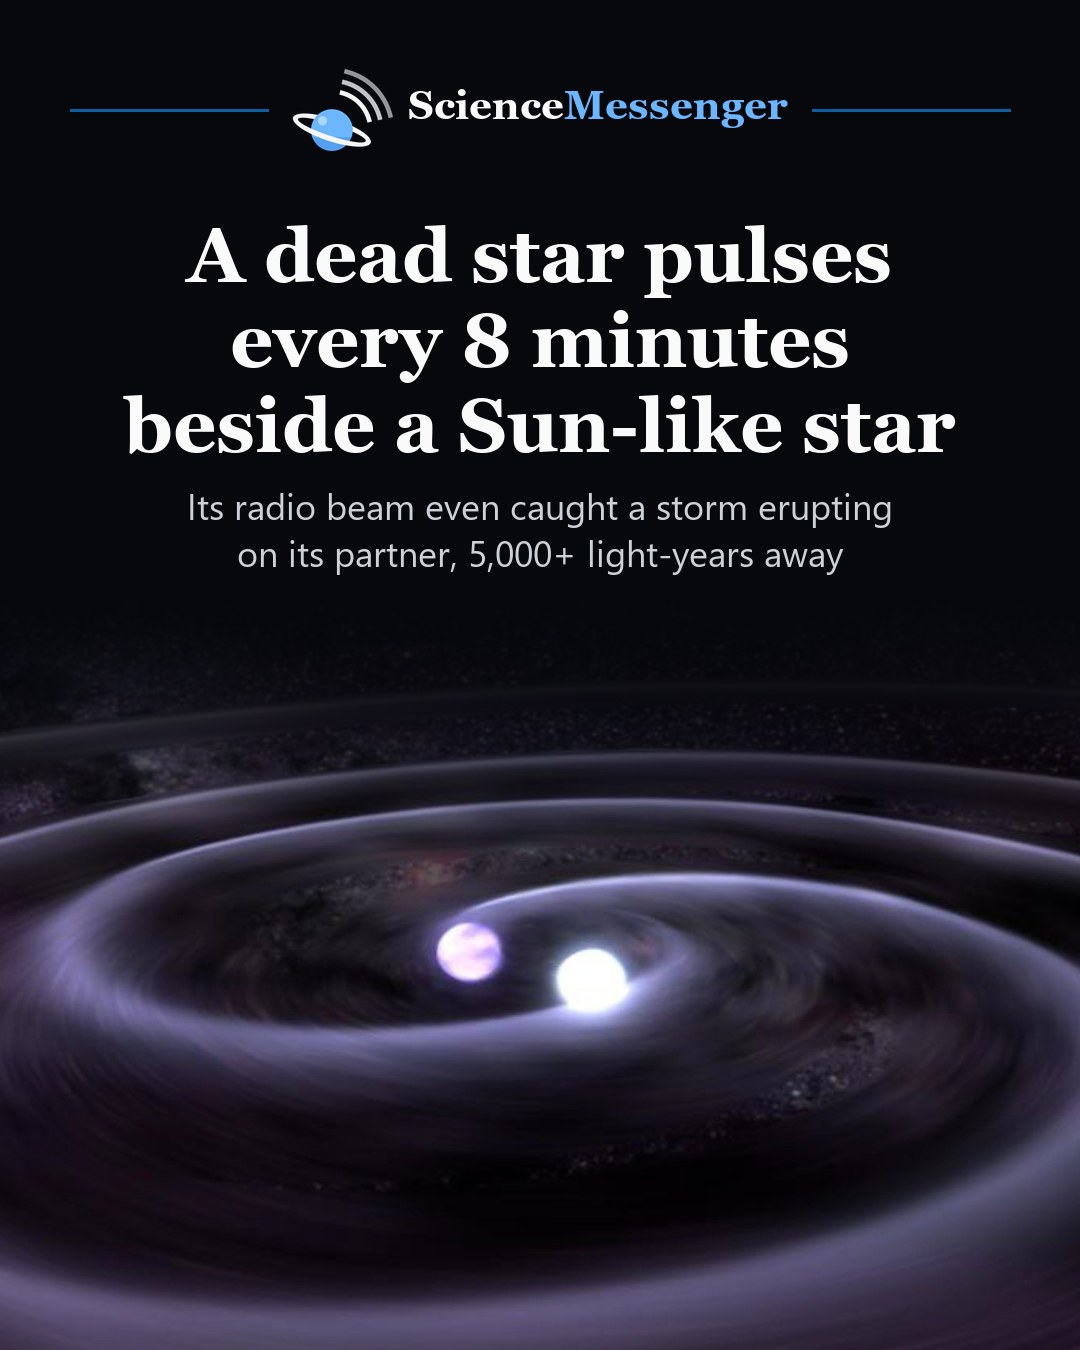 ScienceMessenger
A dead star pulses
every 8 minutes
beside a Sun-like star
Its radio beam even caught a storm erupting
on its partner, 5,000+ light-years away